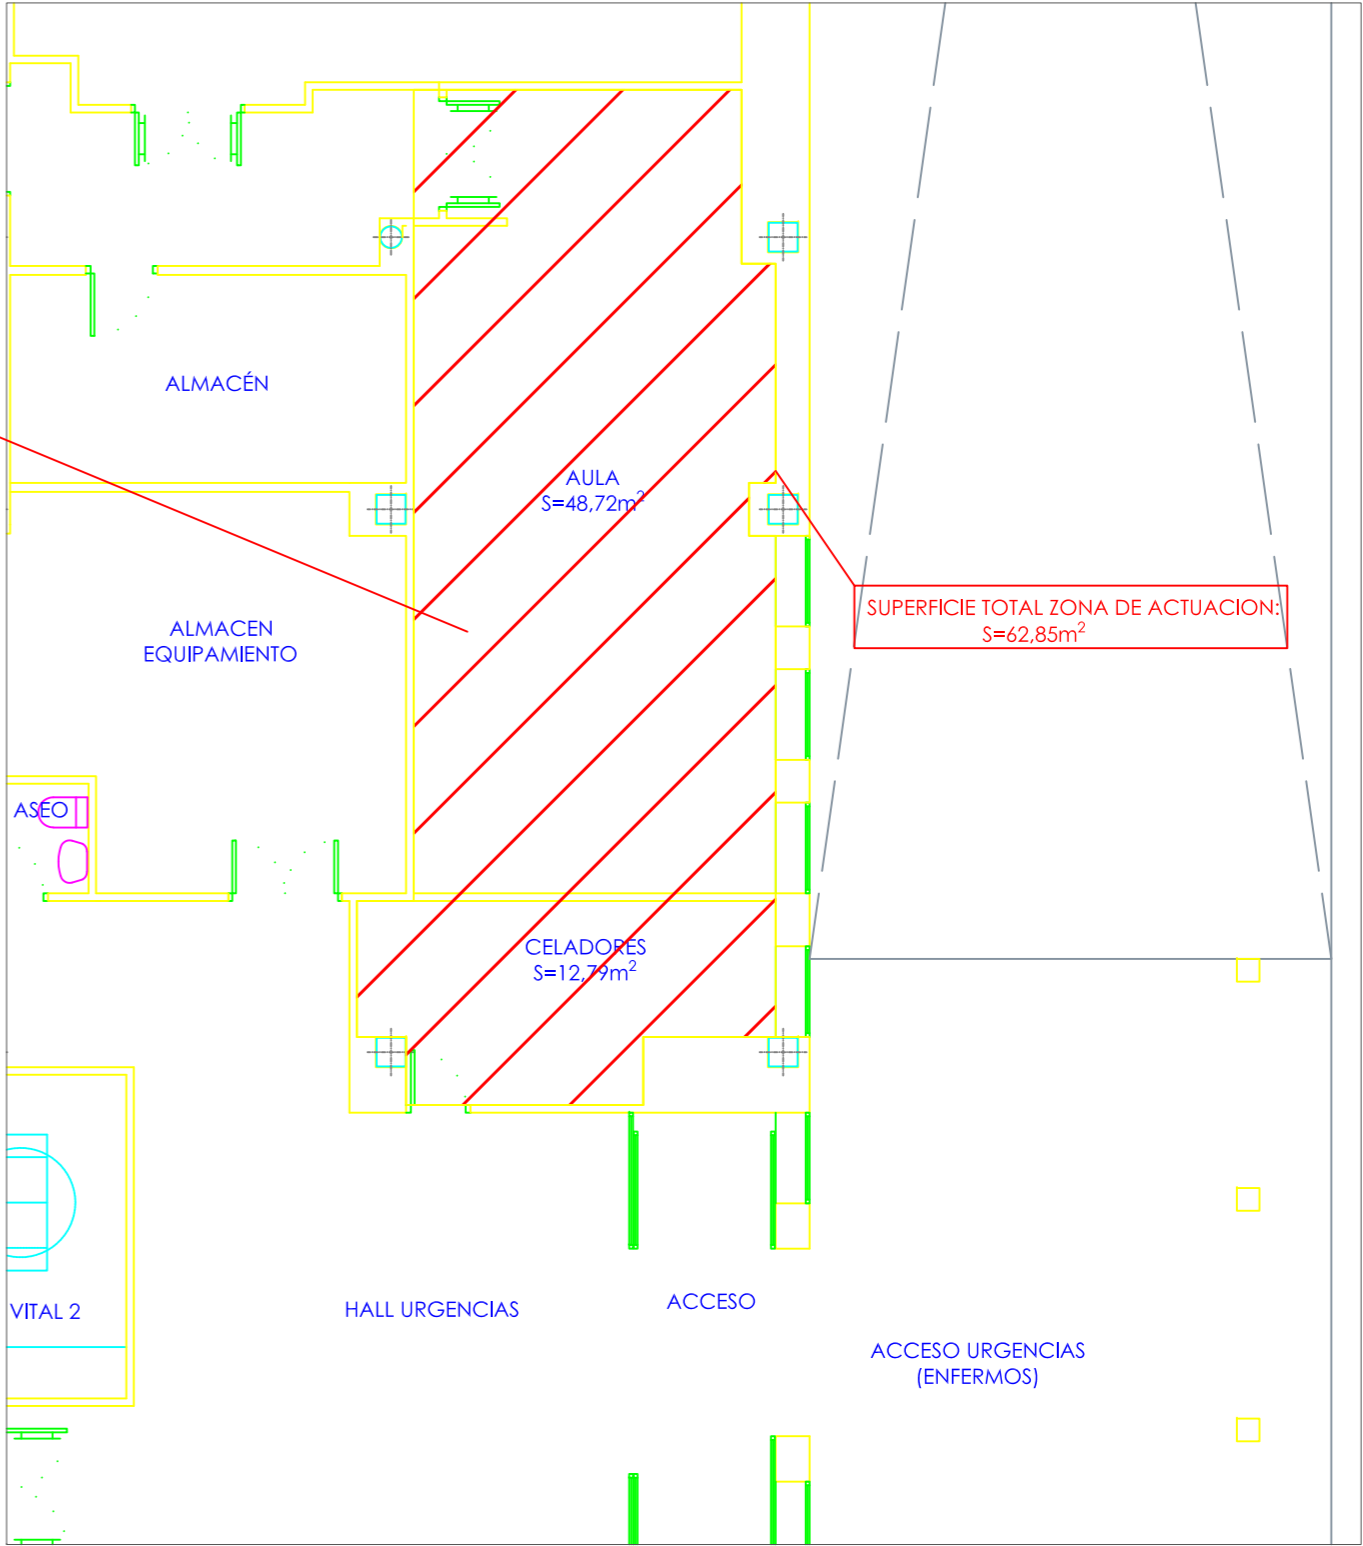 ALMACÉN
AULA
S=48,72m²
SUPERFICIE TOTAL ZONA DE ACTUACION:
S=62,85m²
ALMACEN
EQUIPAMIENTO
ASEO
CELADORES
S=12,79m²
VITAL 2
HALL URGENCIAS
ACCESO
ACCESO URGENCIAS
(ENFERMOS)